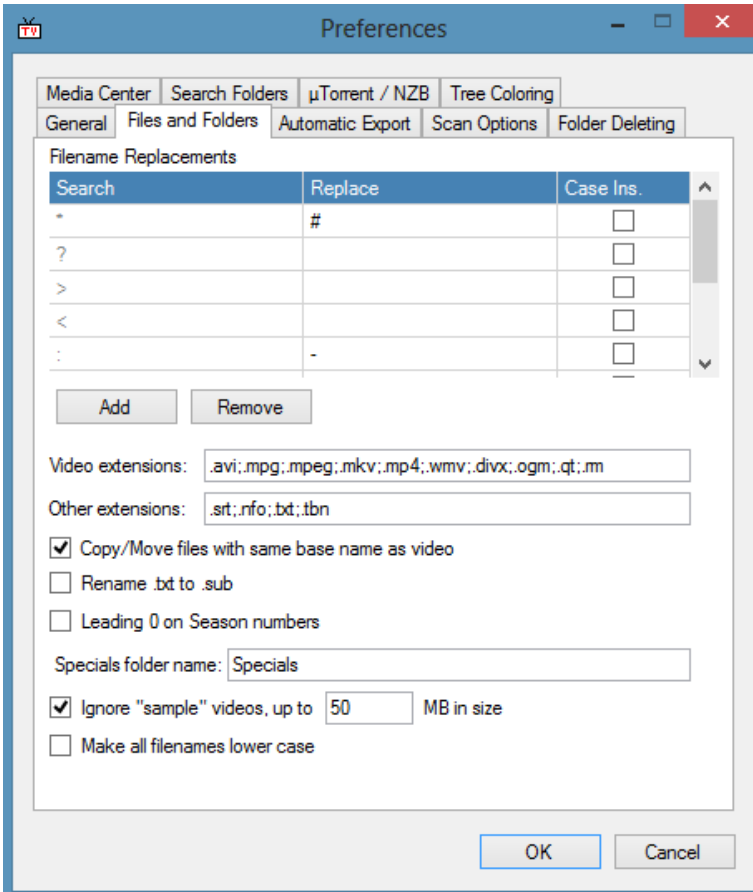 TV
Preferences
Media Center Search Folders µTorrent / NZB Tree Coloring
General Files and Folders Automatic Export Scan Options Folder Deleting
Filename Replacements
Search Replace Case Ins.
* #
?
>
<
: -
Add Remove
Video extensions: .avi;.mpg;.mpeg;.mkv;.mp4;.wmv;.divx;.ogm;.qt;.rm
Other extensions: .srt;.nfo;.txt;.tbn
Copy/Move files with same base name as video
Rename .txt to .sub
Leading 0 on Season numbers
Specials folder name: Specials
Ignore "sample" videos, up to 50 MB in size
Make all filenames lower case
OK Cancel